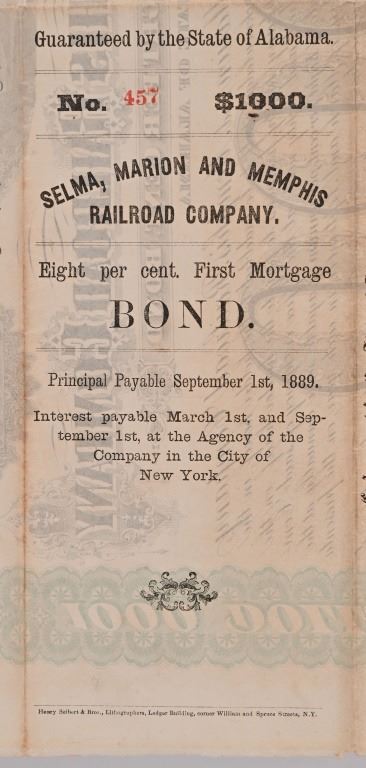 Guaranteed by the State of Alabama.
No. 457 $1000.
SELMA, MARION AND MEMPHIS
RAILROAD COMPANY.
Eight per cent. First Mortgage
BOND.
Principal Payable September 1st, 1889.
Interest payable March 1st, and Sep-
tember 1st, at the Agency of the
Company in the City of
New York.
Henry Seibert & Bros., Lithographers, Ledger Building, corner William and Spruce Streets, N.Y.